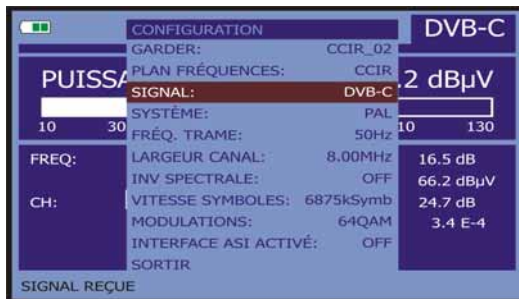 CONFIGURATION
DVB-C
GARDER: CCIR_02
PLAN FRÉQUENCES: CCIR
PUISSA 2 dBµV
SIGNAL: DVB-C
SYSTÈME: PAL
10 30 10 130
FRÉQ. TRAME: 50Hz
FREQ: LARGEUR CANAL: 8.00MHz 16.5 dB
INV SPECTRALE: OFF 66.2 dBµV
CH: VITESSE SYMBOLES: 6875kSymb 24.7 dB
MODULATIONS: 64QAM 3.4 E-4
INTERFACE ASI ACTIVÉ: OFF
SORTIR
SIGNAL REÇUE